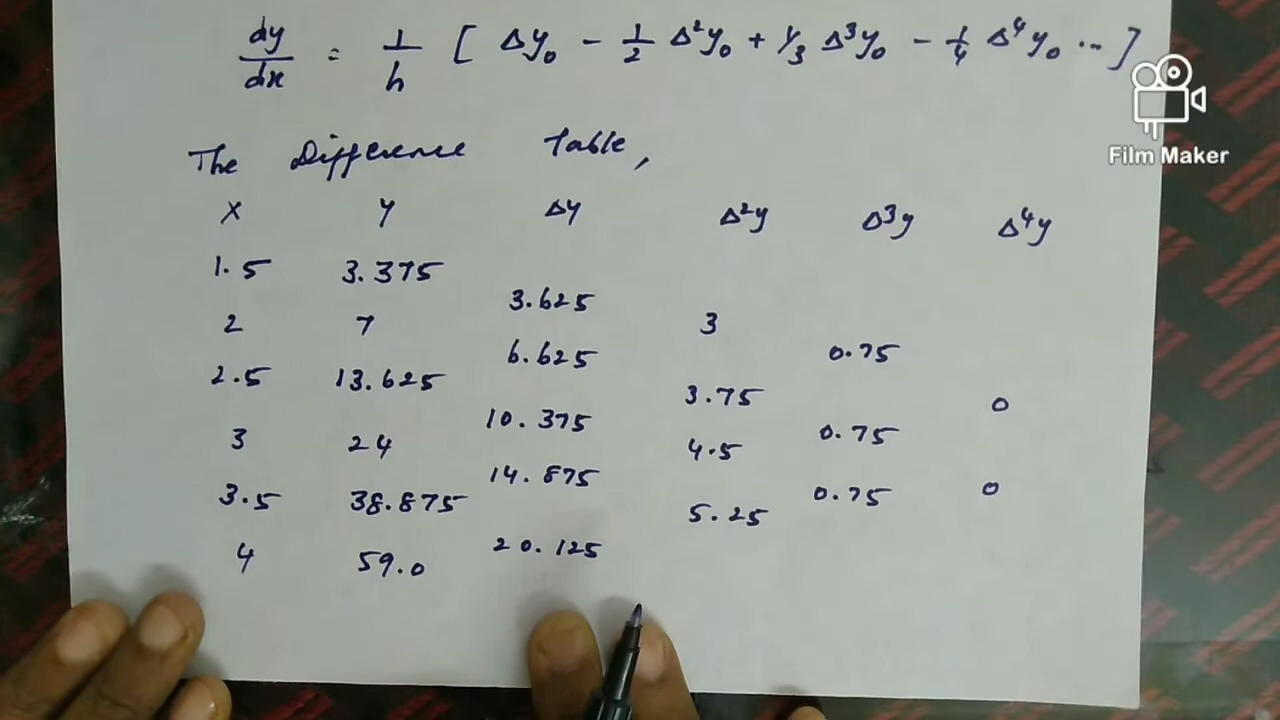 dy/dx = 1/h [ Δy₀ - 1/2 Δ²y₀ + 1/3 Δ³y₀ - 1/4 Δ⁴y₀ ... ]
Film Maker
The Difference Table,
x y Δy Δ²y Δ³y Δ⁴y
1.5 3.375
3.625
2 7 3
6.625 0.75
2.5 13.625
3.75 0
10.375 0.75
3 24 4.5
14.875
3.5 38.875 0.75 0
5.25
20.125
4 59.0